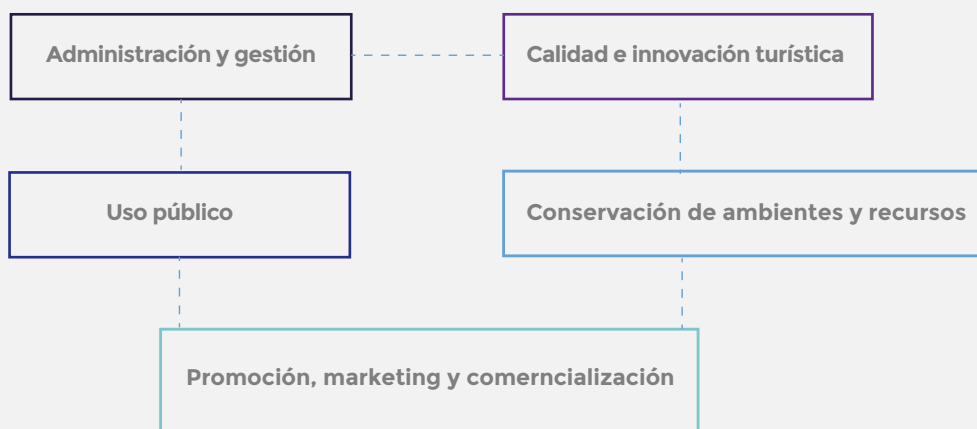 Administración y gestión
Calidad e innovación turística
Uso público
Conservación de ambientes y recursos
Promoción, marketing y comerncialización